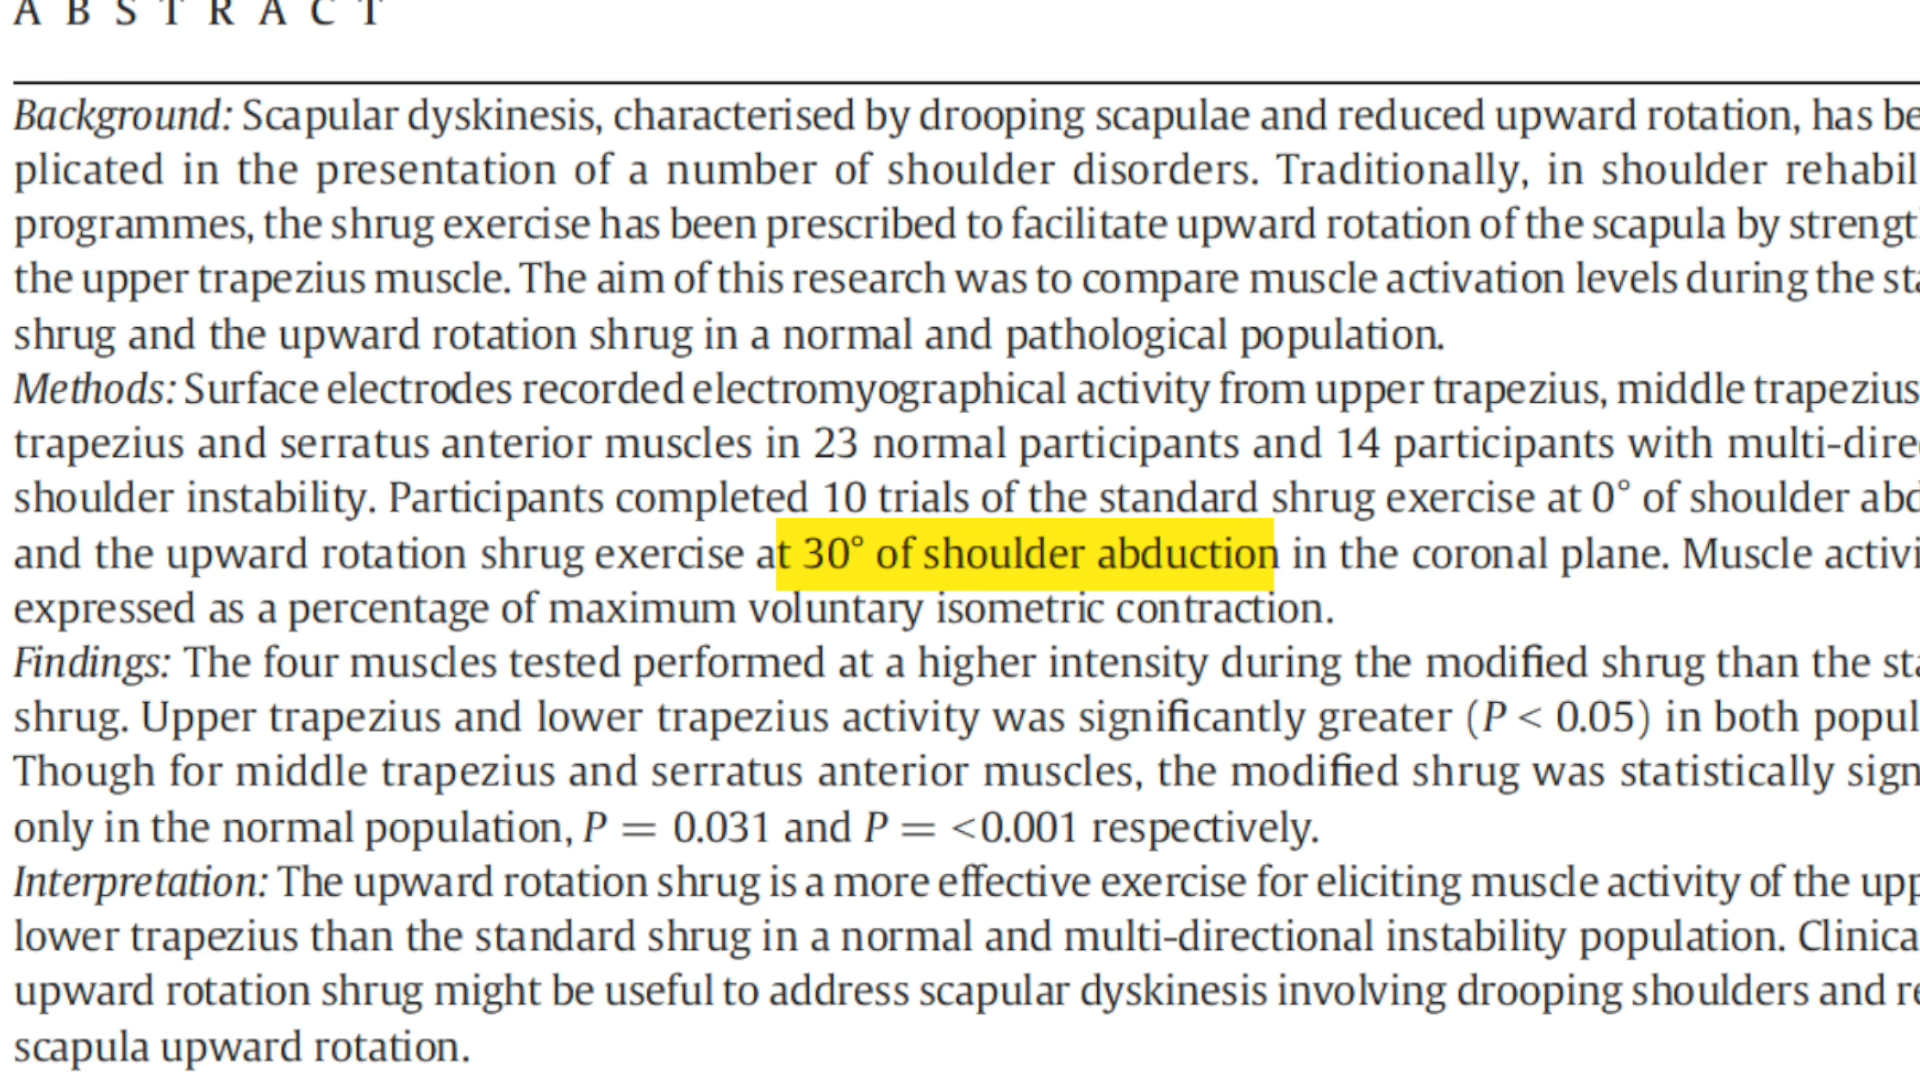 A B S T R A C T
Background: Scapular dyskinesis, characterised by drooping scapulae and reduced upward rotation, has be
plicated in the presentation of a number of shoulder disorders. Traditionally, in shoulder rehabil
programmes, the shrug exercise has been prescribed to facilitate upward rotation of the scapula by strengt
the upper trapezius muscle. The aim of this research was to compare muscle activation levels during the sta
shrug and the upward rotation shrug in a normal and pathological population.
Methods: Surface electrodes recorded electromyographical activity from upper trapezius, middle trapezius
trapezius and serratus anterior muscles in 23 normal participants and 14 participants with multi-dire
shoulder instability. Participants completed 10 trials of the standard shrug exercise at 0° of shoulder abd
and the upward rotation shrug exercise at 30° of shoulder abduction in the coronal plane. Muscle activi
expressed as a percentage of maximum voluntary isometric contraction.
Findings: The four muscles tested performed at a higher intensity during the modified shrug than the sta
shrug. Upper trapezius and lower trapezius activity was significantly greater (P < 0.05) in both popul
Though for middle trapezius and serratus anterior muscles, the modified shrug was statistically sign
only in the normal population, P = 0.031 and P = <0.001 respectively.
Interpretation: The upward rotation shrug is a more effective exercise for eliciting muscle activity of the upp
lower trapezius than the standard shrug in a normal and multi-directional instability population. Clinica
upward rotation shrug might be useful to address scapular dyskinesis involving drooping shoulders and re
scapula upward rotation.